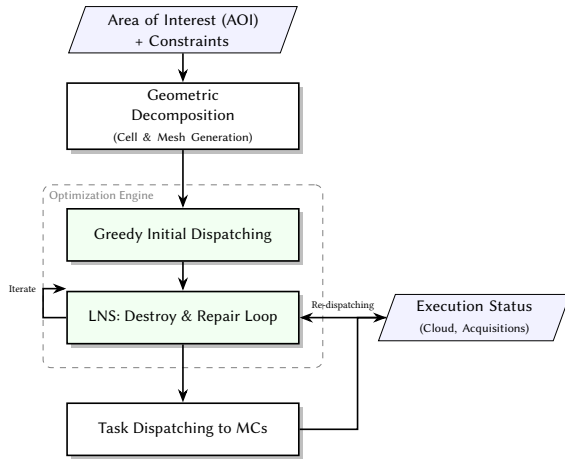 Area of Interest (AOI)
+ Constraints
Geometric
Decomposition
(Cell & Mesh Generation)
Optimization Engine
Greedy Initial Dispatching
Iterate
LNS: Destroy & Repair Loop
Re-dispatching
Execution Status
(Cloud, Acquisitions)
Task Dispatching to MCs